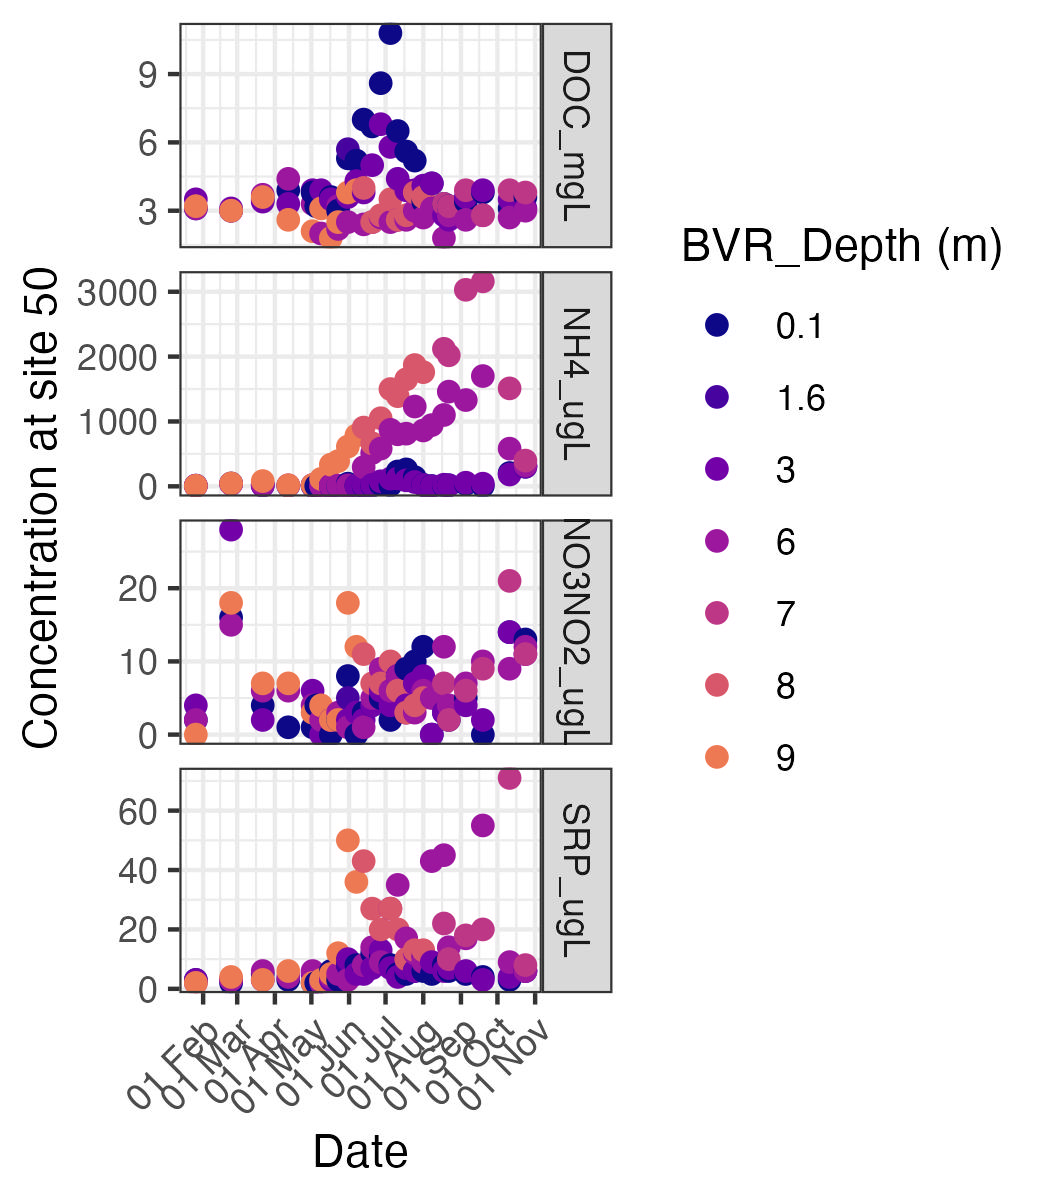 Concentration at site 50
9
6
3
DOC_mgL
3000
2000
1000
0
NH4_ugL
20
10
0
NO3NO2_ugL
60
40
20
0
SRP_ugL
01 Feb
01 Mar
01 Apr
01 May
01 Jun
01 Jul
01 Aug
01 Sep
01 Oct
01 Nov
Date
BVR_Depth (m)
0.1
1.6
3
6
7
8
9